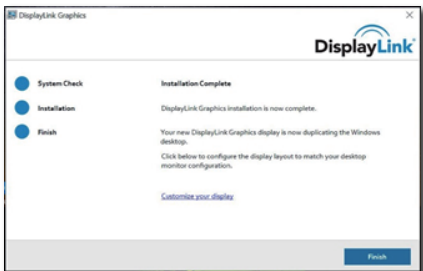 DisplayLink Graphics
DisplayLink
System Check
Installation Complete
Installation
DisplayLink Graphics installation is now complete.
Finish
Your new DisplayLink Graphics display is now duplicating the Windows
desktop.
Click below to configure the display layout to match your desktop
monitor configuration.
Customize your display
Finish